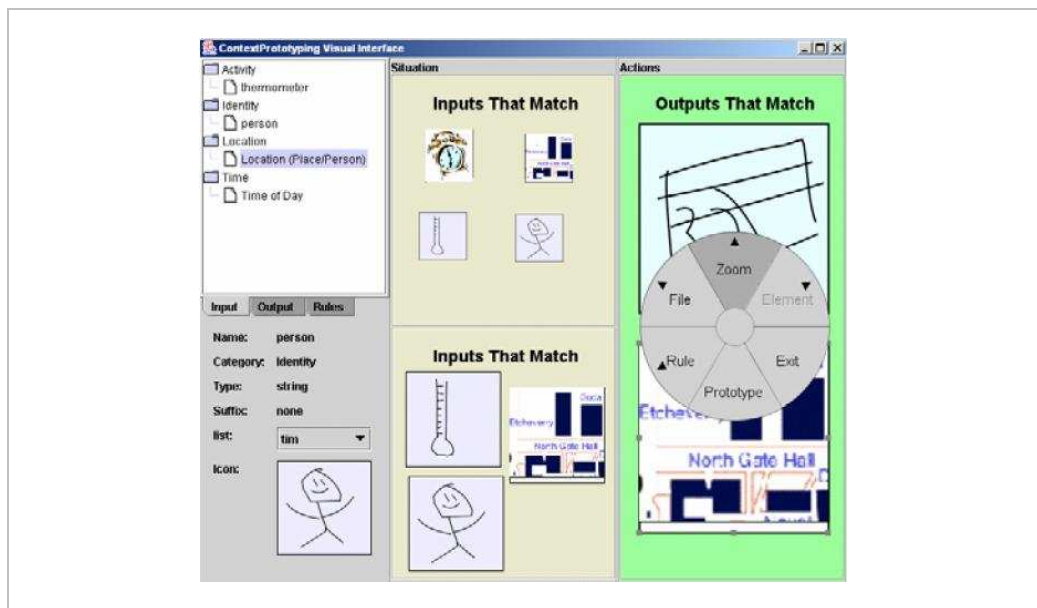 ContextPrototyping Visual Interface
Activity
thermometer
Identity
person
Location
Location (Place/Person)
Time
Time of Day
Input Output Rules
Name: person
Category: Identity
Type: string
Suffix: none
list: tim
Icon:
Situation
Inputs That Match
Inputs That Match
Etcheverry
North Gate Hall
Actions
Outputs That Match
Zoom
File Element
Rule Exit
Prototype
Etcheverry
North Gate Hall